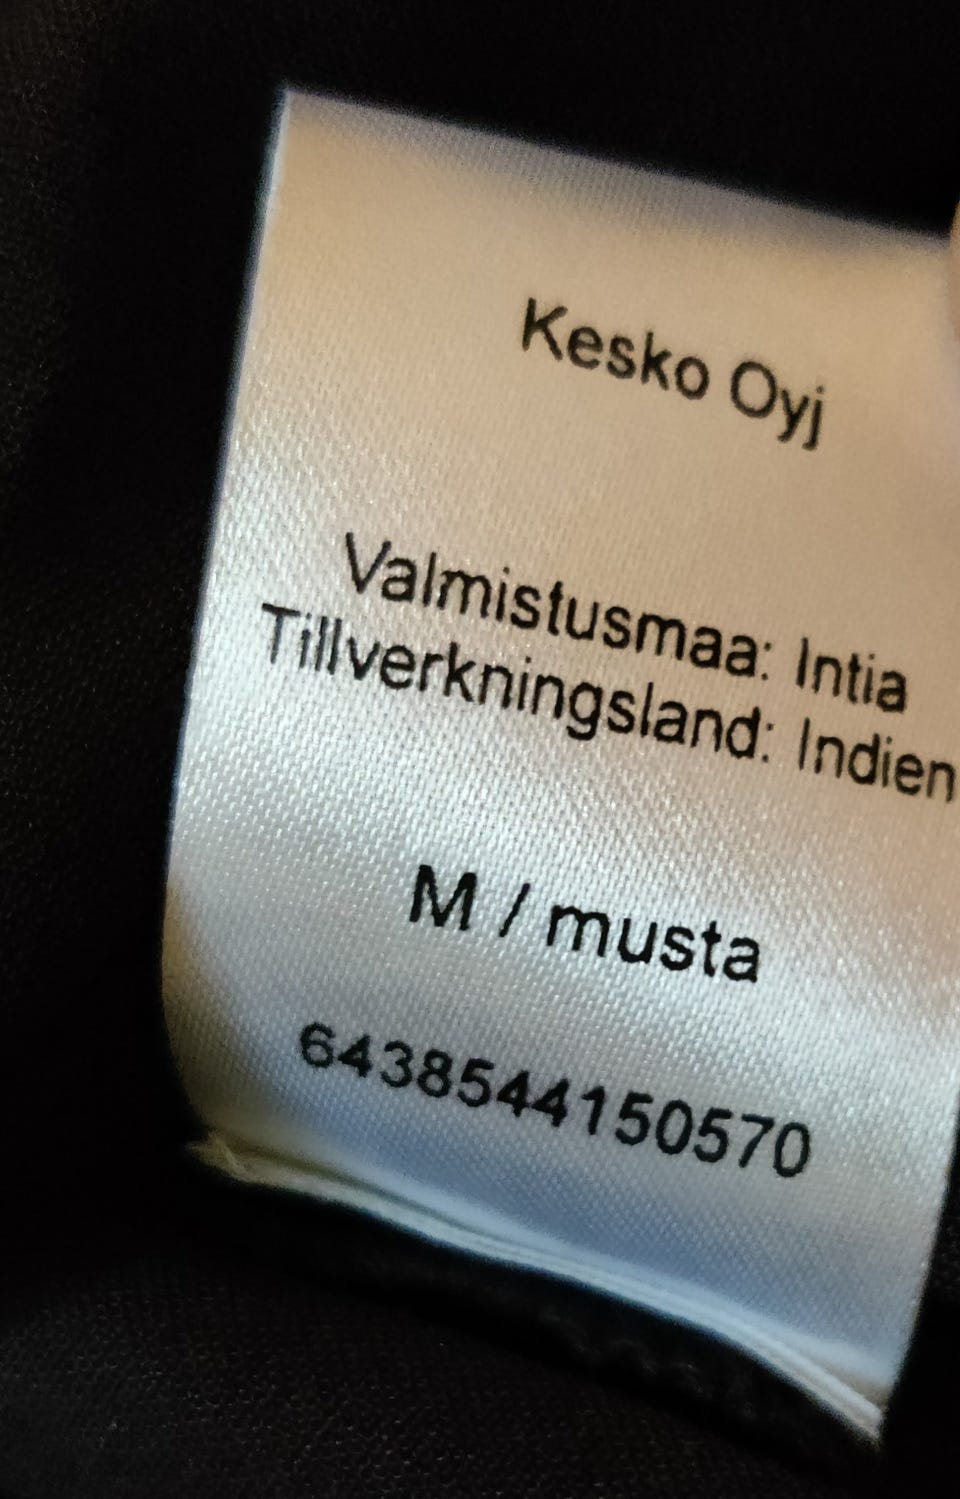 Kesko Oyj
Valmistusmaa: Intia
Tillverkningsland: Indien
M / musta
6438544150570